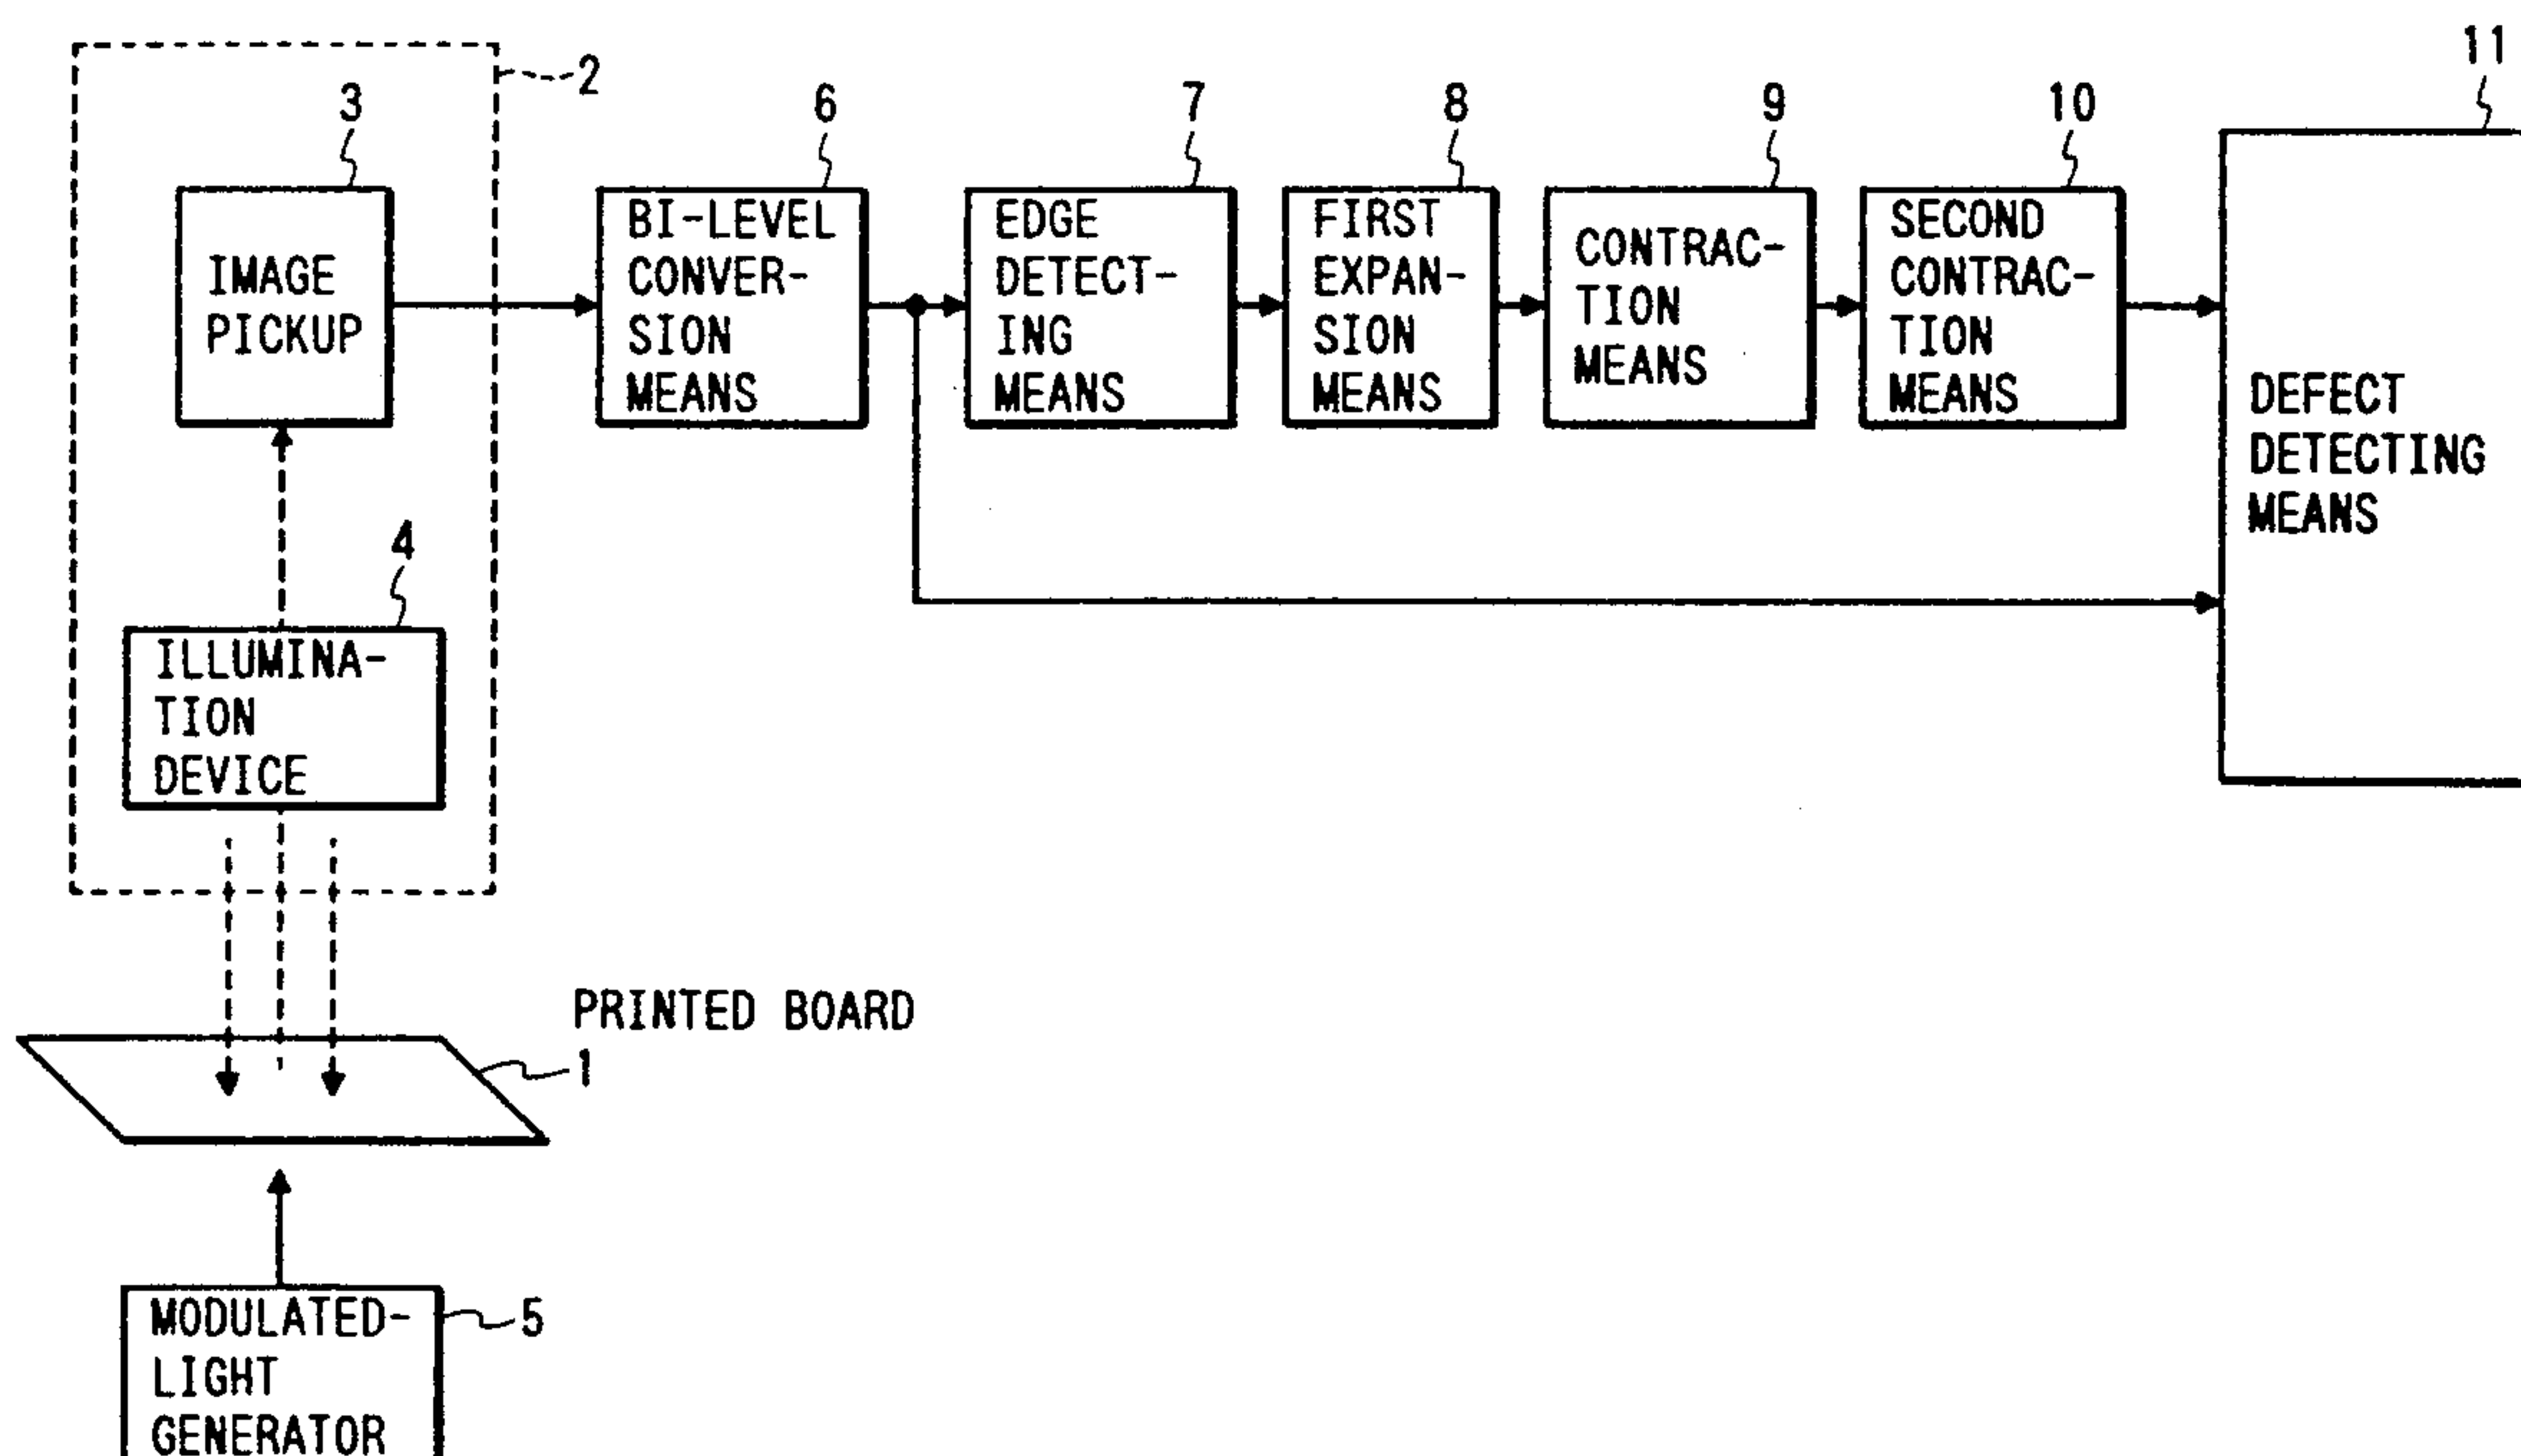 11
2
3
6
7
8
9
10
IMAGE
PICKUP
BI-LEVEL
CONVER-
SION
MEANS
EDGE
DETECT-
ING
MEANS
FIRST
EXPAN-
SION
MEANS
CONTRAC-
TION
MEANS
SECOND
CONTRAC-
TION
MEANS
DEFECT
DETECTING
MEANS
4
ILLUMINA-
TION
DEVICE
PRINTED BOARD
1
5
MODULATED-
LIGHT
GENERATOR